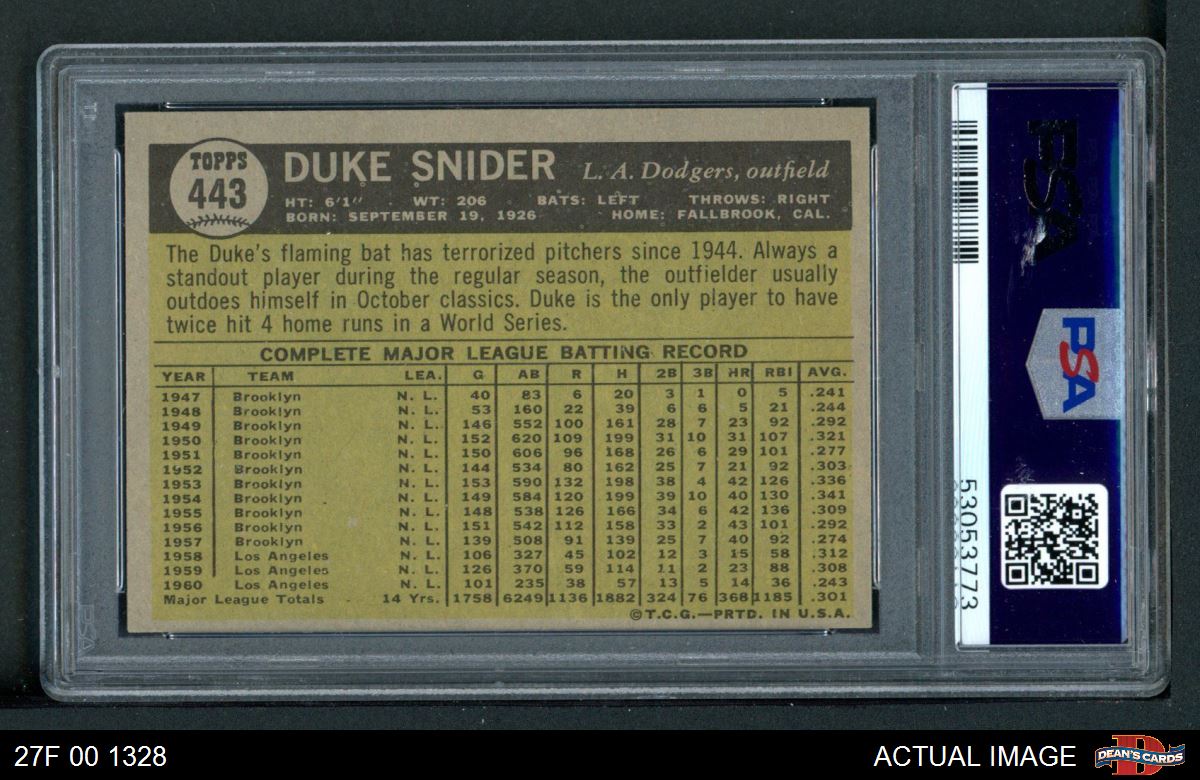 TOPPS
443
DUKE SNIDER L. A. Dodgers, outfield
HT: 6'1" WT: 206 BATS: LEFT THROWS: RIGHT
BORN: SEPTEMBER 19, 1926 HOME: FALLBROOK, CAL.
The Duke's flaming bat has terrorized pitchers since 1944. Always a
standout player during the regular season, the outfielder usually
outdoes himself in October classics. Duke is the only player to have
twice hit 4 home runs in a World Series.
COMPLETE MAJOR LEAGUE BATTING RECORD
YEAR TEAM LEA. G AB R H 2B 3B HR RBI AVG.
1947 Brooklyn N. L. 40 83 6 20 3 1 0 5 .241
1948 Brooklyn N. L. 53 160 22 39 6 6 5 21 .244
1949 Brooklyn N. L. 146 552 100 161 28 7 23 92 .292
1950 Brooklyn N. L. 152 620 109 199 31 10 31 107 .321
1951 Brooklyn N. L. 150 606 96 168 26 6 29 101 .277
1952 Brooklyn N. L. 144 534 80 162 25 7 21 92 .303
1953 Brooklyn N. L. 153 590 132 198 38 4 42 126 .336
1954 Brooklyn N. L. 149 584 120 199 39 10 40 130 .341
1955 Brooklyn N. L. 148 538 126 166 34 6 42 136 .309
1956 Brooklyn N. L. 151 542 112 158 33 2 43 101 .292
1957 Brooklyn N. L. 139 508 91 139 25 7 40 92 .274
1958 Los Angeles N. L. 106 327 45 102 12 3 15 58 .312
1959 Los Angeles N. L. 126 370 59 114 11 2 23 88 .308
1960 Los Angeles N. L. 101 235 38 57 13 5 14 36 .243
Major League Totals 14 Yrs. 1758 6249 1136 1882 324 76 368 1185 .301
©T.C.G.—PRTD. IN U.S.A.
PSA
PSA
53053773
27F 00 1328
ACTUAL IMAGE
DEAN'S CARDS